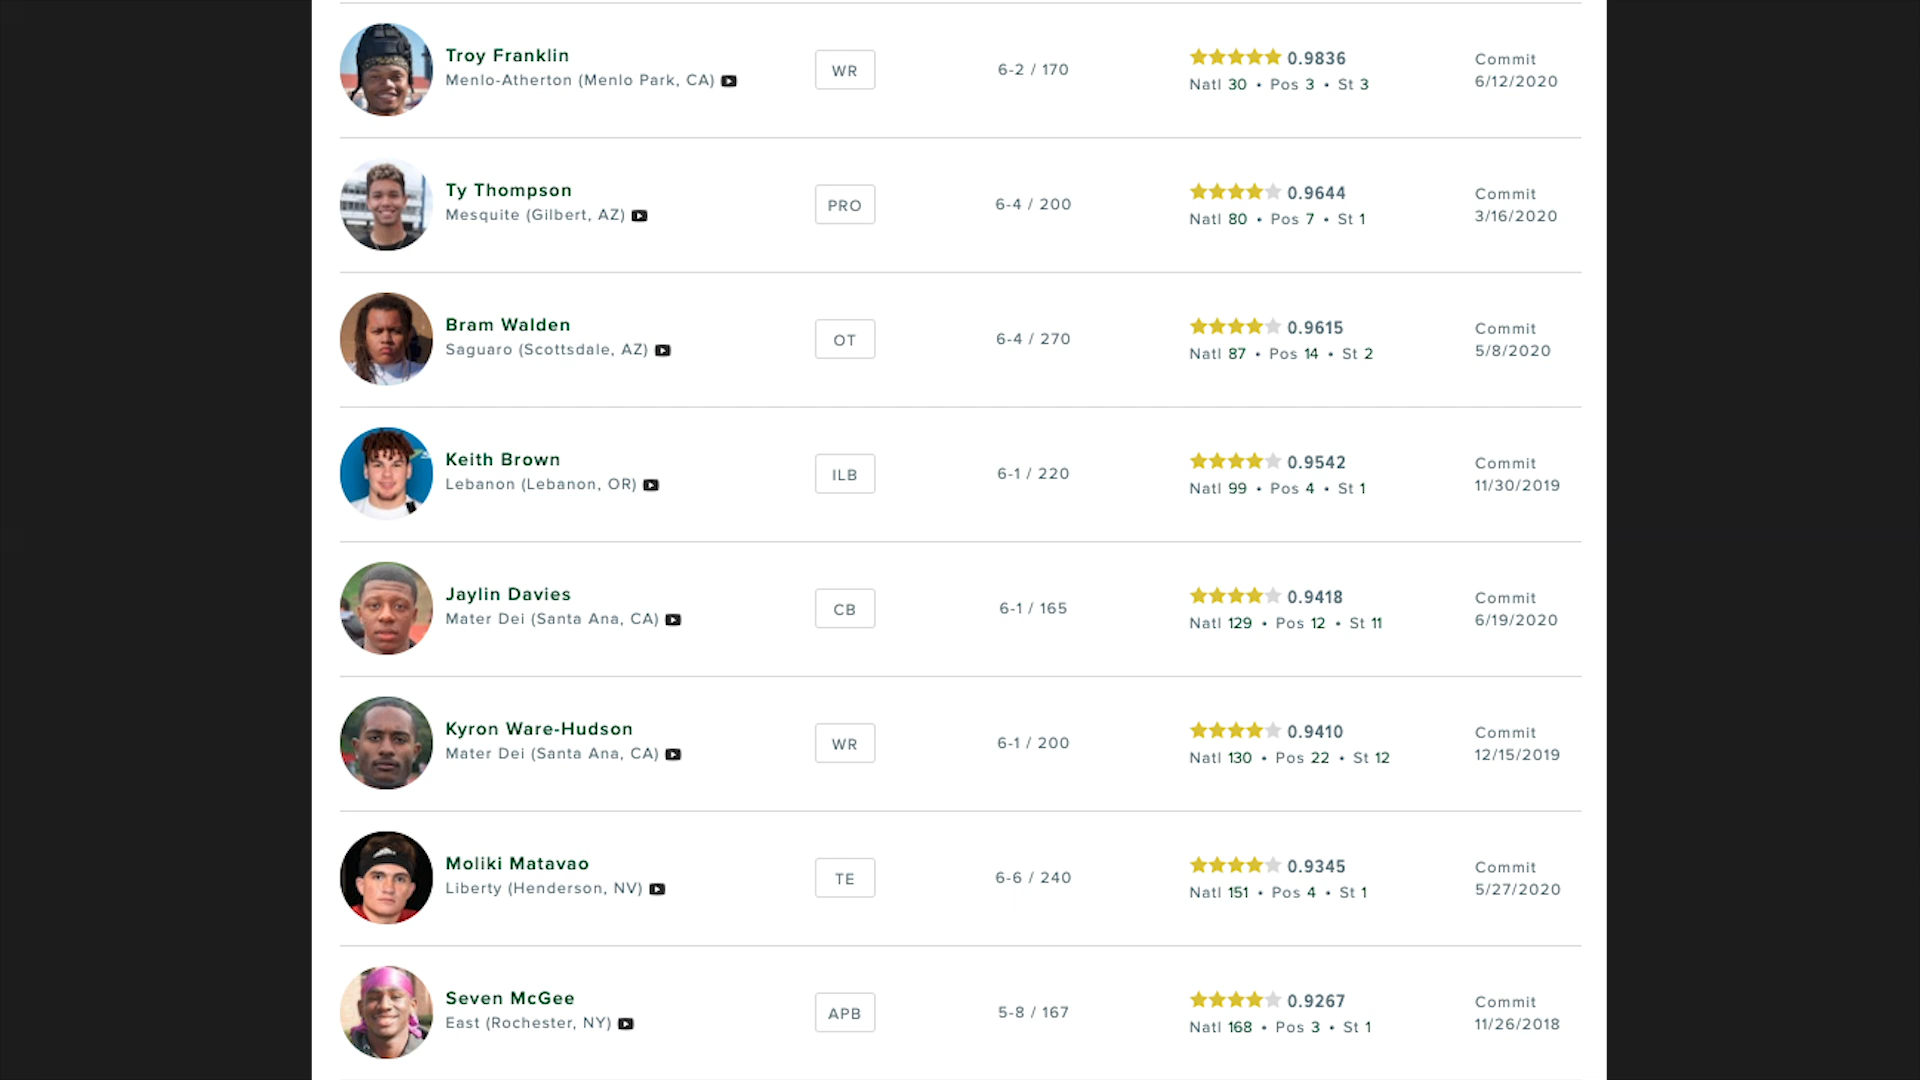 Troy Franklin
Menlo-Atherton (Menlo Park, CA)
WR
6-2 / 170
0.9836
Natl 30 • Pos 3 • St 3
Commit
6/12/2020
Ty Thompson
Mesquite (Gilbert, AZ)
PRO
6-4 / 200
0.9644
Natl 80 • Pos 7 • St 1
Commit
3/16/2020
Bram Walden
Saguaro (Scottsdale, AZ)
OT
6-4 / 270
0.9615
Natl 87 • Pos 14 • St 2
Commit
5/8/2020
Keith Brown
Lebanon (Lebanon, OR)
ILB
6-1 / 220
0.9542
Natl 99 • Pos 4 • St 1
Commit
11/30/2019
Jaylin Davies
Mater Dei (Santa Ana, CA)
CB
6-1 / 165
0.9418
Natl 129 • Pos 12 • St 11
Commit
6/19/2020
Kyron Ware-Hudson
Mater Dei (Santa Ana, CA)
WR
6-1 / 200
0.9410
Natl 130 • Pos 22 • St 12
Commit
12/15/2019
Moliki Matavao
Liberty (Henderson, NV)
TE
6-6 / 240
0.9345
Natl 151 • Pos 4 • St 1
Commit
5/27/2020
Seven McGee
East (Rochester, NY)
APB
5-8 / 167
0.9267
Natl 168 • Pos 3 • St 1
Commit
11/26/2018